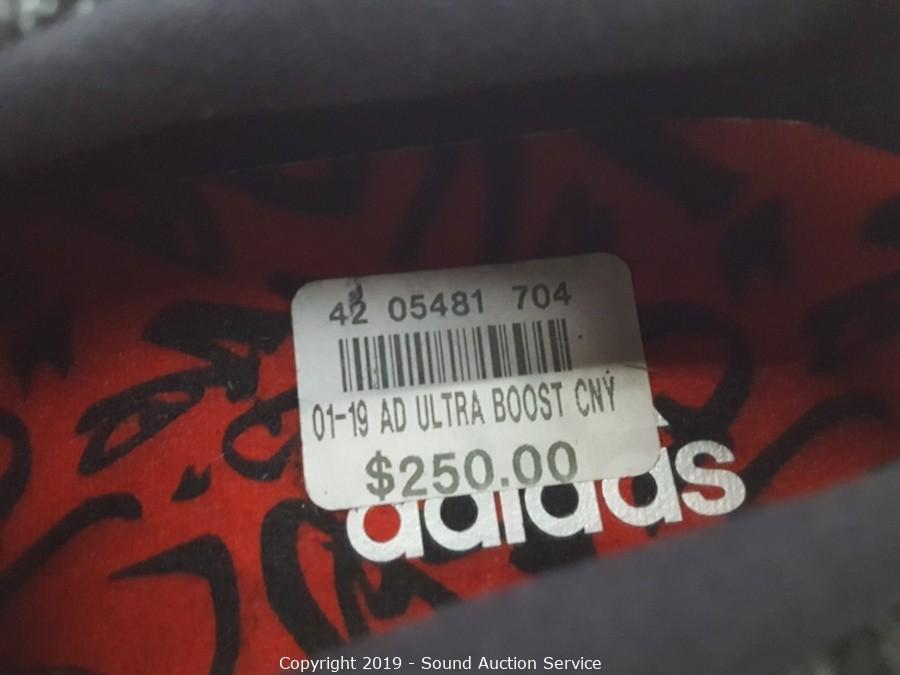 42 05481 704
01-19 AD ULTRA BOOST CNY
$250.00
adidas
Copyright 2019 - Sound Auction Service